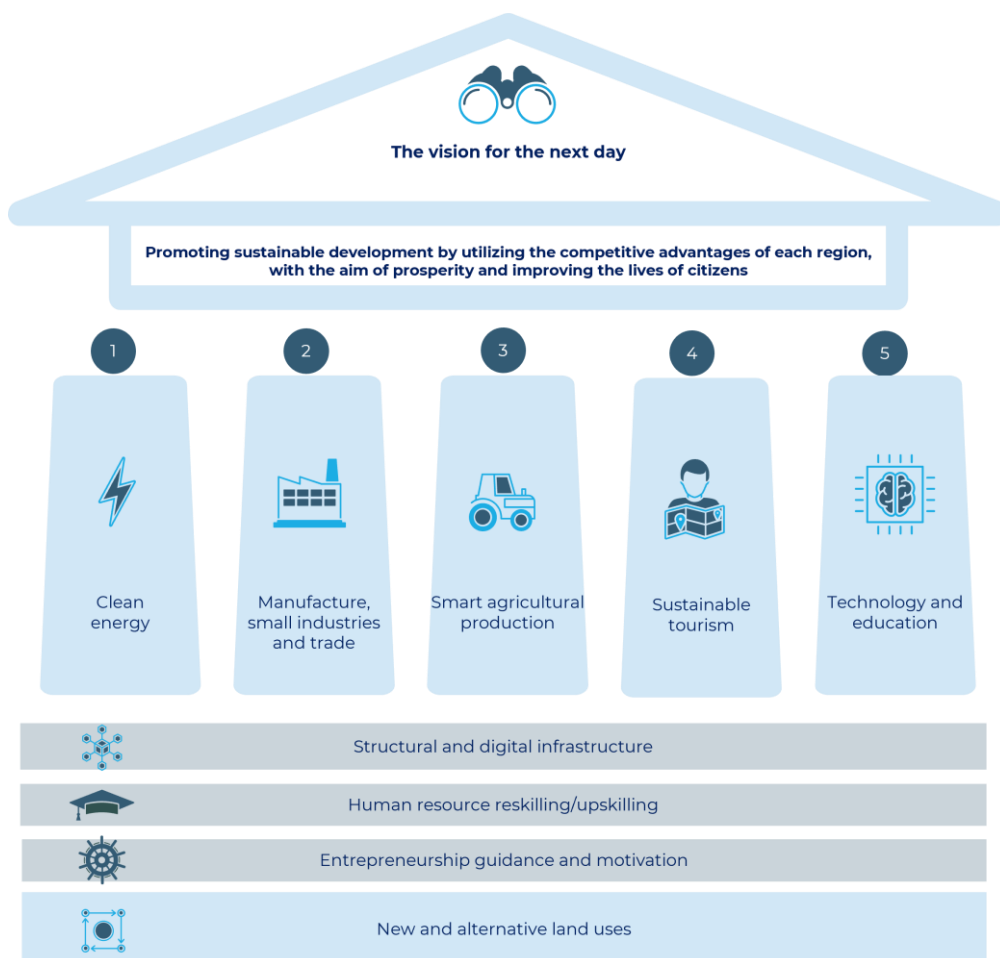 The vision for the next day
Promoting sustainable development by utilizing the competitive advantages of each region,
with the aim of prosperity and improving the lives of citizens
1
2
3
4
5
Clean
energy
Manufacture,
small industries
and trade
Smart agricultural
production
Sustainable
tourism
Technology and
education
Structural and digital infrastructure
Human resource reskilling/upskilling
Entrepreneurship guidance and motivation
New and alternative land uses